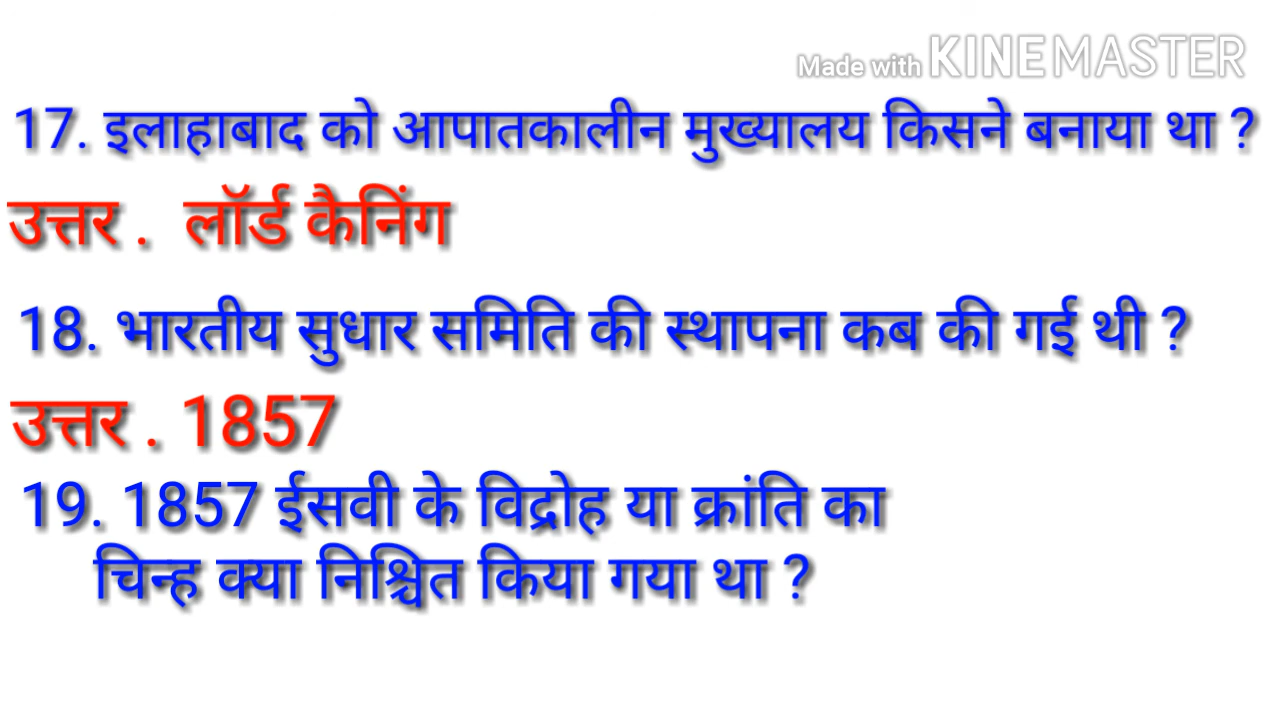 Made with KINEMASTER
17. इलाहाबाद को आपातकालीन मुख्यालय किसने बनाया था ?
उत्तर . लॉर्ड कैनिंग
18. भारतीय सुधार समिति की स्थापना कब की गई थी ?
उत्तर . 1857
19. 1857 ईसवी के विद्रोह या क्रांति का
चिन्ह क्या निश्चित किया गया था ?